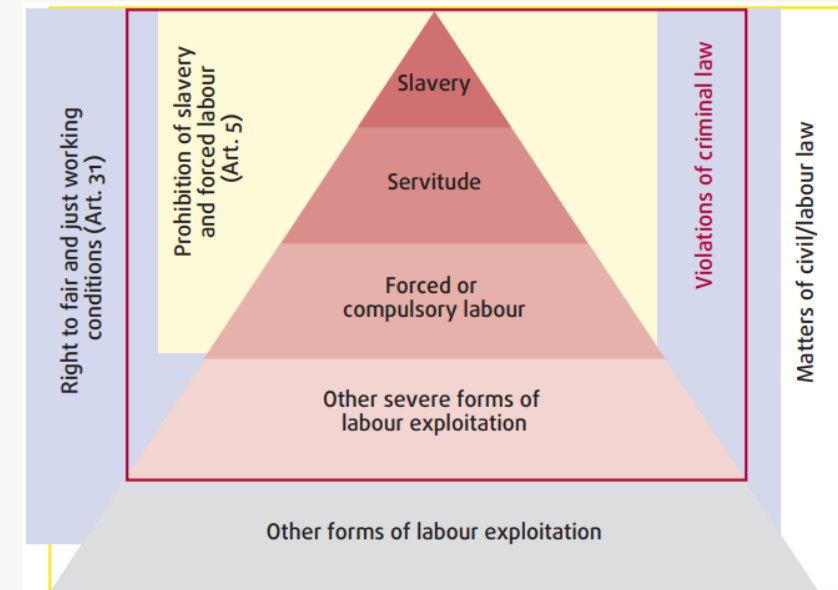 Right to fair and just working
conditions (Art. 31)
Prohibition of slavery
and forced labour
(Art. 5)
Slavery
Servitude
Forced or
compulsory labour
Other severe forms of
labour exploitation
Other forms of labour exploitation
Violations of criminal law
Matters of civil/labour law